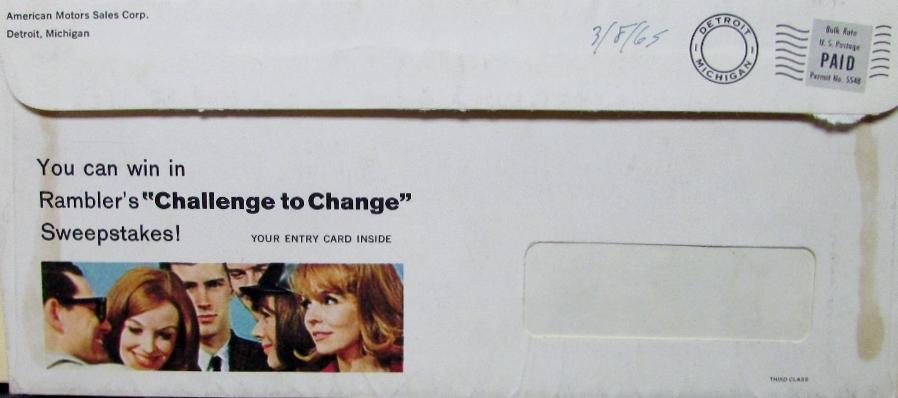 American Motors Sales Corp.
Detroit, Michigan
3/8/65
DETROIT
MICHIGAN
Bulk Rate
U. S. Postage
PAID
Permit No. 5548
You can win in
Rambler's "Challenge to Change"
Sweepstakes!
YOUR ENTRY CARD INSIDE
THIRD CLASS